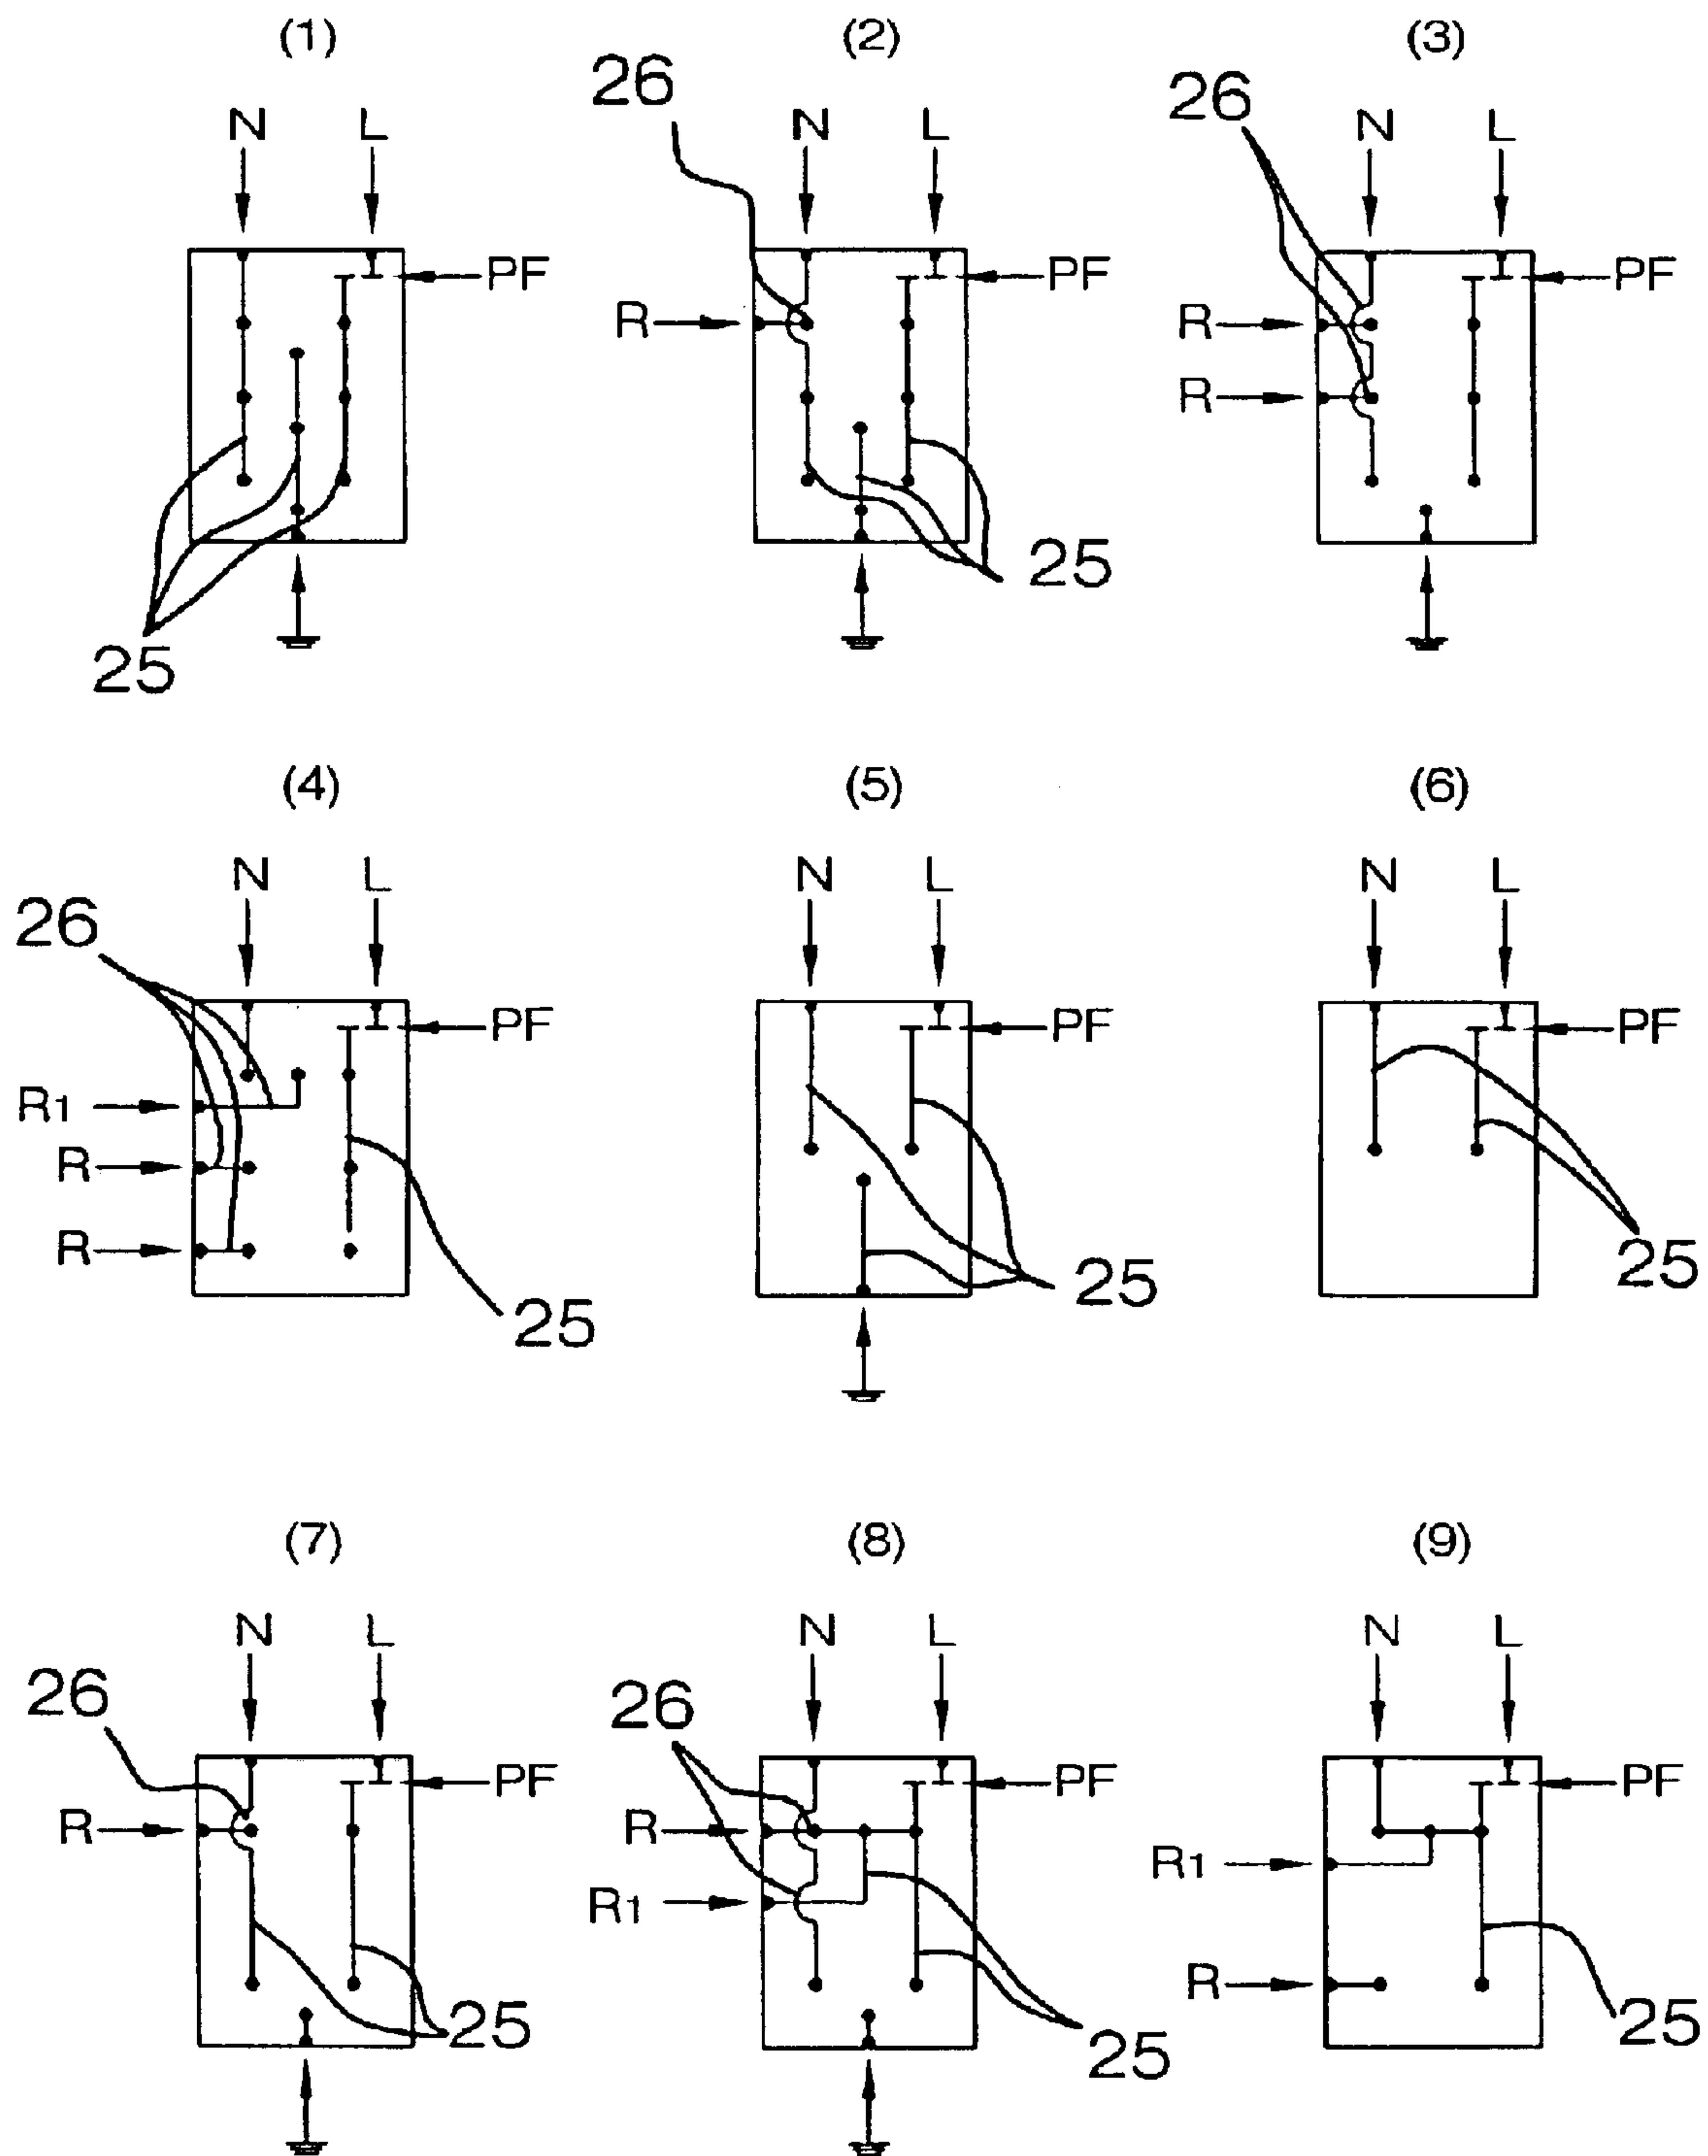 (1) (2) (3)
26 26
N L N L N L
PF PF PF
R R
R
25 25
(4) (5) (6)
N L N L N L
26
PF PF PF
R1
R
R
25 25 25
(7) (8) (9)
N L N L N L
26 26
PF PF PF
R R
R1 R1
R
25 25 25